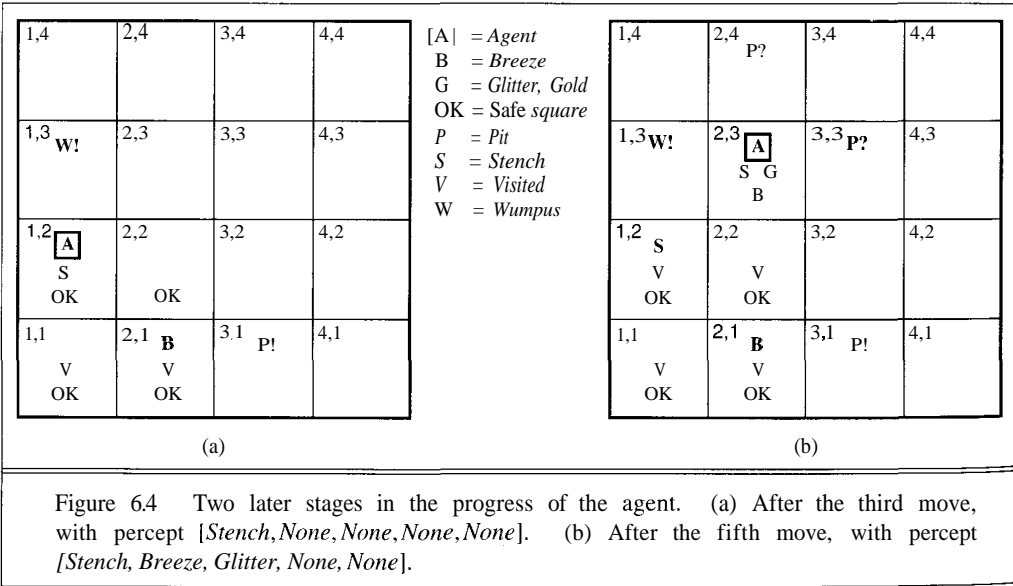 1,4 2,4 3,4 4,4
1,3 W! 2,3 3,3 4,3
1,2 A 2,2 3,2 4,2
S
OK OK
1,1 2,1 B 3,1 P! 4,1
V V
OK OK
(a)
[A| = Agent
B = Breeze
G = Glitter, Gold
OK = Safe square
P = Pit
S = Stench
V = Visited
W = Wumpus
1,4 2,4 P? 3,4 4,4
1,3 W! 2,3 A 3,3 P? 4,3
S G
B
1,2 S 2,2 3,2 4,2
V V
OK OK
1,1 2,1 B 3,1 P! 4,1
V V
OK OK
(b)
Figure 6.4 Two later stages in the progress of the agent. (a) After the third move,
with percept [Stench, None, None, None, None]. (b) After the fifth move, with percept
[Stench, Breeze, Glitter, None, None].